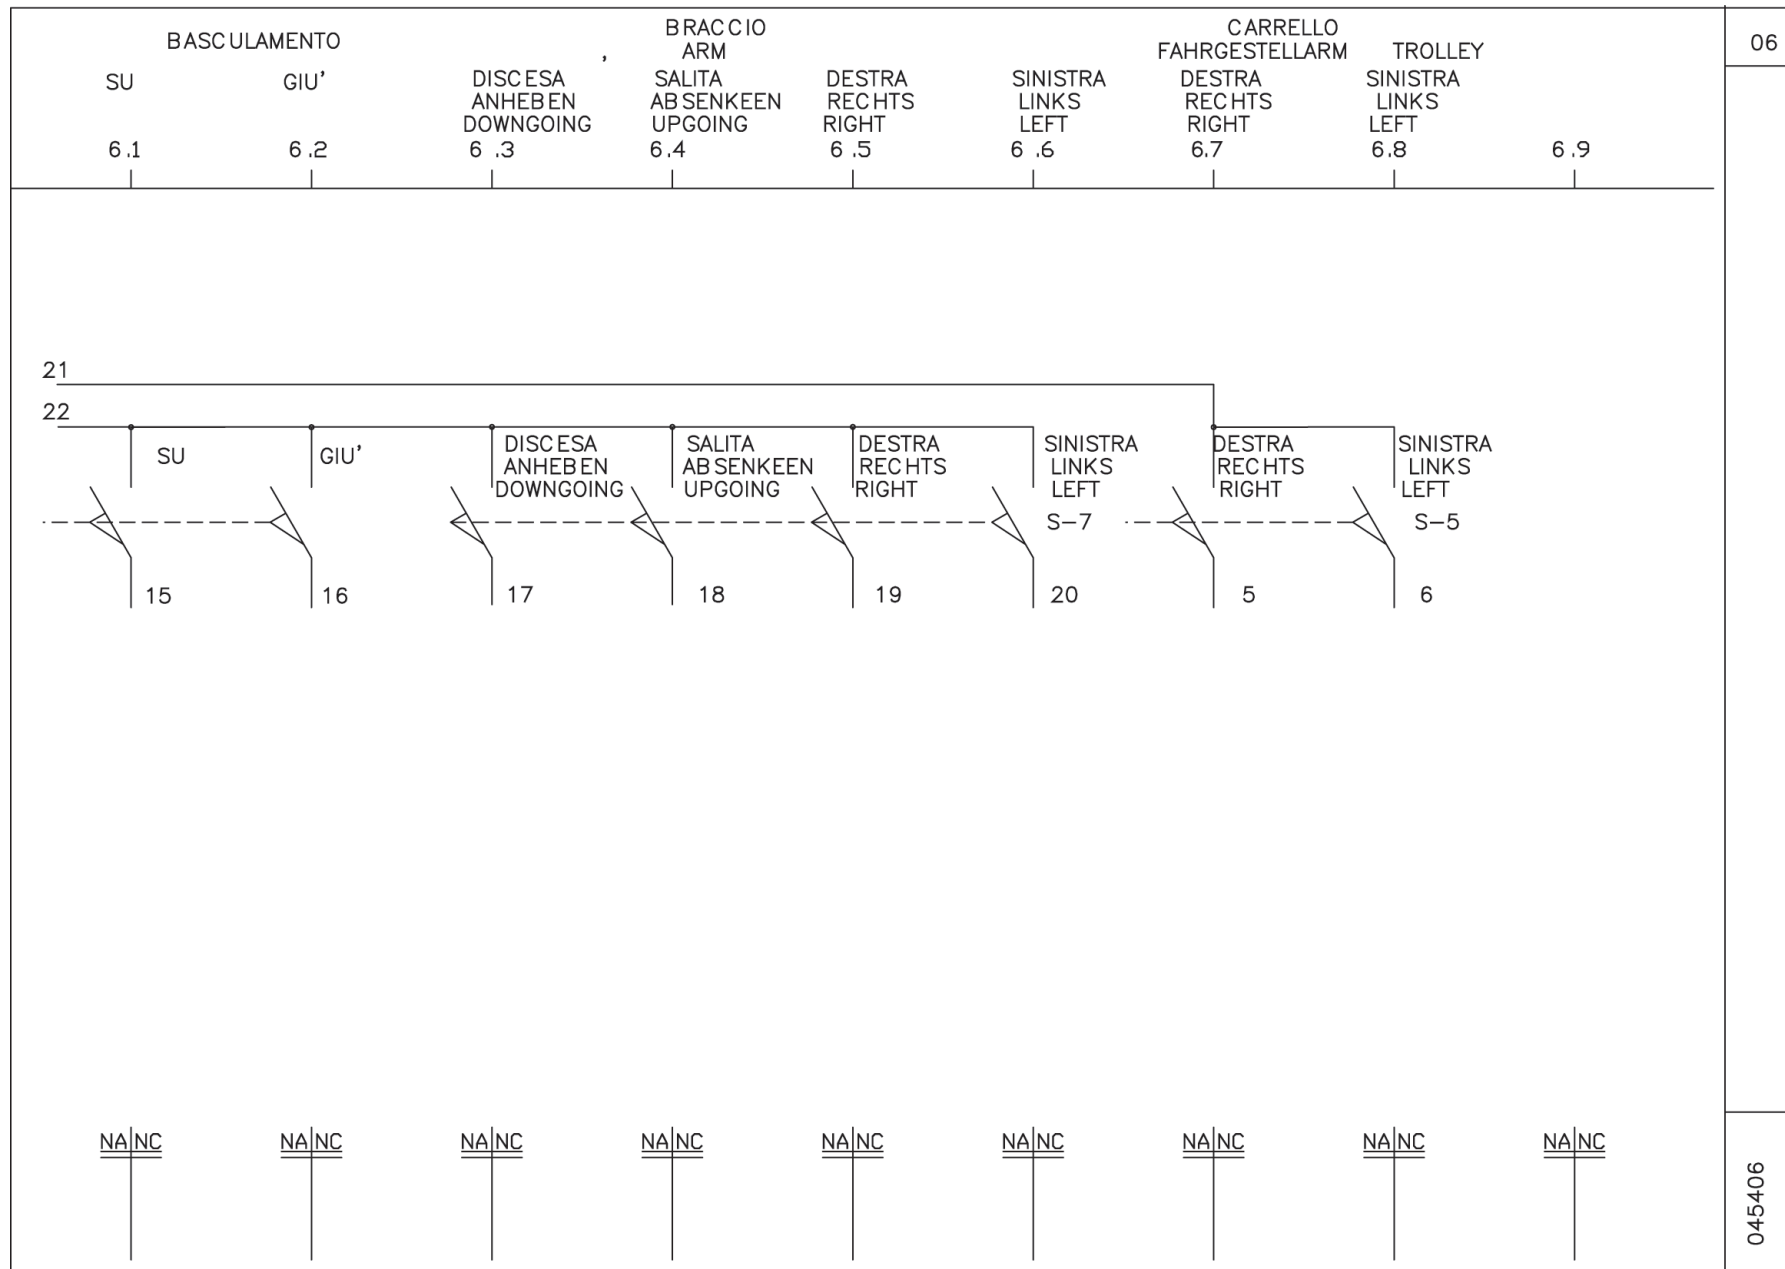 BRACCIO
CARRELLO
BASCULAMENTO
, ARM
FAHRGESTELLARM TROLLEY
06
SU GIU' DISCESA SALITA DESTRA SINISTRA DESTRA SINISTRA
ANHEBEN ABSENKEEN RECHTS LINKS RECHTS LINKS
DOWNGOING UPGOING RIGHT LEFT RIGHT LEFT
6.1 6.2 6.3 6.4 6.5 6.6 6.7 6.8 6.9
21
22
SU GIU' DISCESA SALITA DESTRA SINISTRA DESTRA SINISTRA
ANHEBEN ABSENKEEN RECHTS LINKS RECHTS LINKS
DOWNGOING UPGOING RIGHT LEFT RIGHT LEFT
S-7 S-5
15 16 17 18 19 20 5 6
NA NC NA NC NA NC NA NC NA NC NA NC NA NC NA NC NA NC
045406